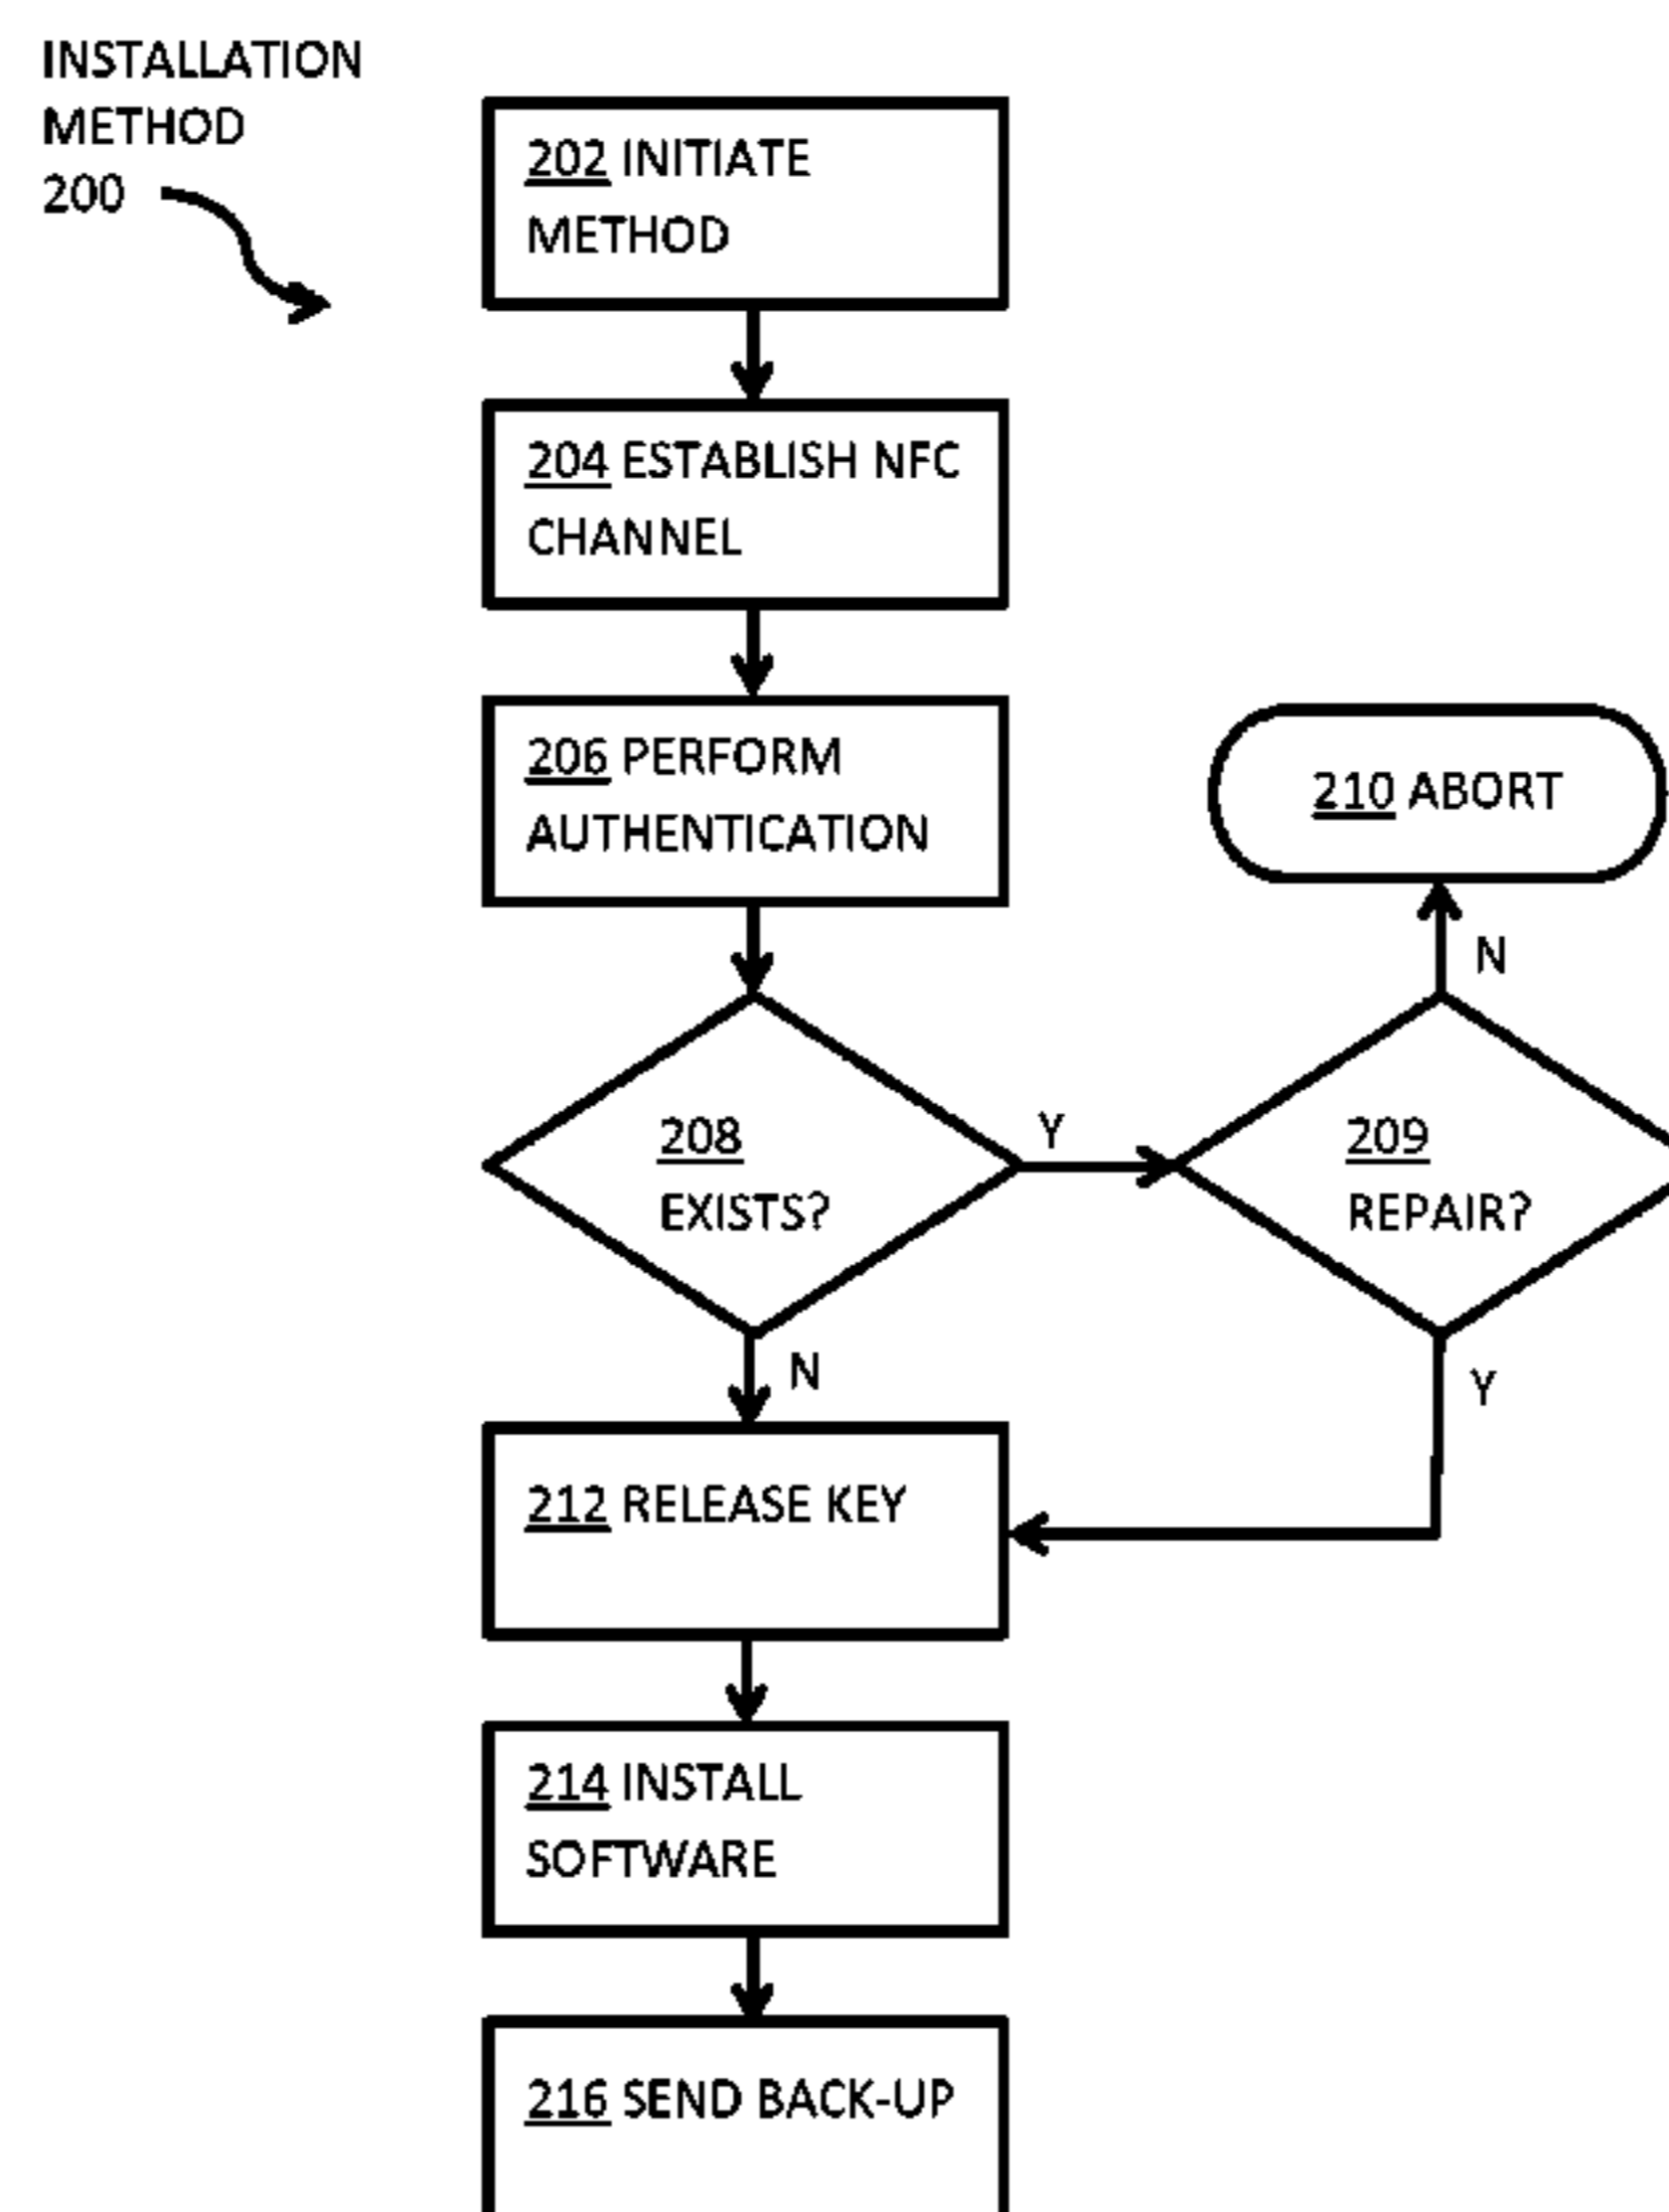 INSTALLATION
METHOD
200
202 INITIATE
METHOD
204 ESTABLISH NFC
CHANNEL
206 PERFORM
AUTHENTICATION
210 ABORT
N
208
EXISTS?
Y
209
REPAIR?
N
Y
212 RELEASE KEY
214 INSTALL
SOFTWARE
216 SEND BACK-UP